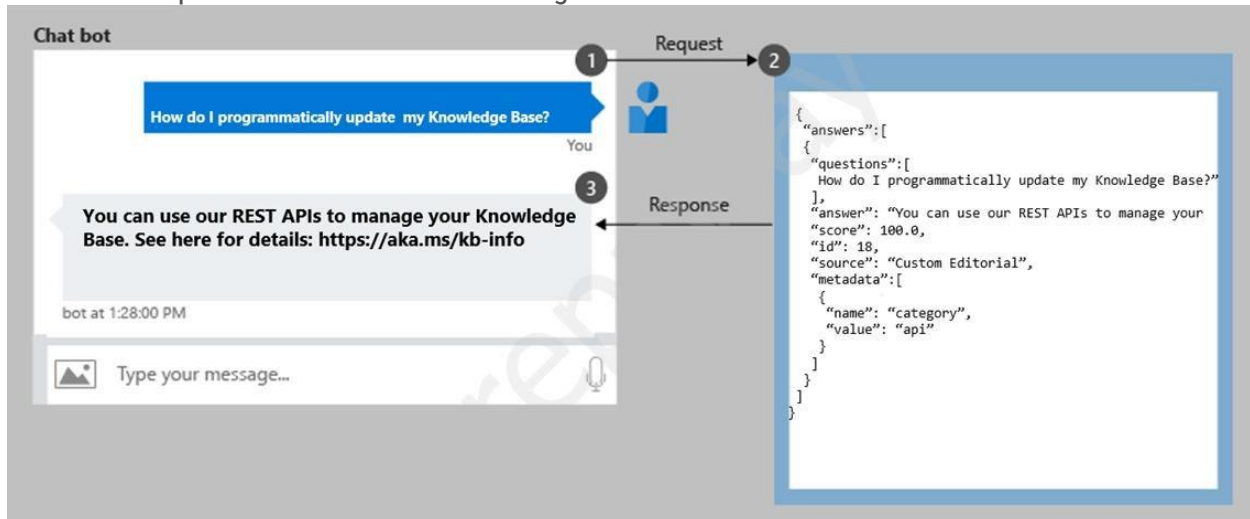 Chat bot
1
Request
2
How do I programmatically update my Knowledge Base?
You
3
Response
You can use our REST APIs to manage your Knowledge
Base. See here for details: https://aka.ms/kb-info
bot at 1:28:00 PM
Type your message...
{
"answers":[
{
"questions":[
How do I programmatically update my Knowledge Base?"
],
"answer": "You can use our REST APIs to manage your
"score": 100.0,
"id": 18,
"source": "Custom Editorial",
"metadata":[
{
"name": "category",
"value": "api"
}
]
}
]
}